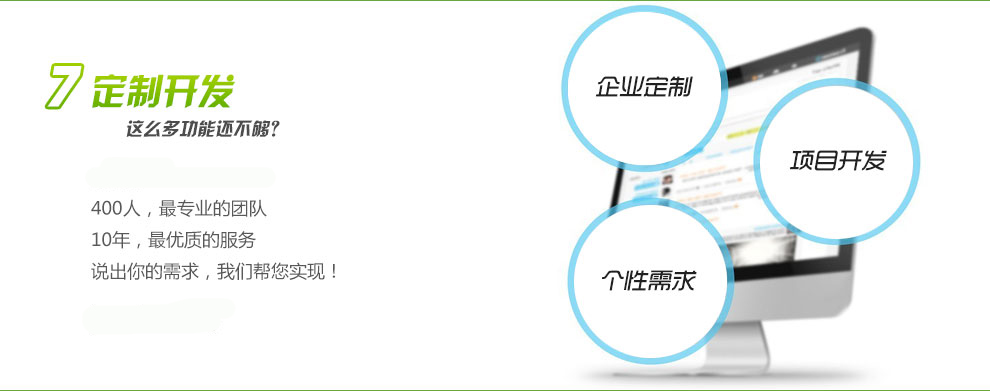 7 定制开发
这么多功能还不够?
400人，最专业的团队
10年，最优质的服务
说出你的需求，我们帮您实现！
企业定制
项目开发
个性需求